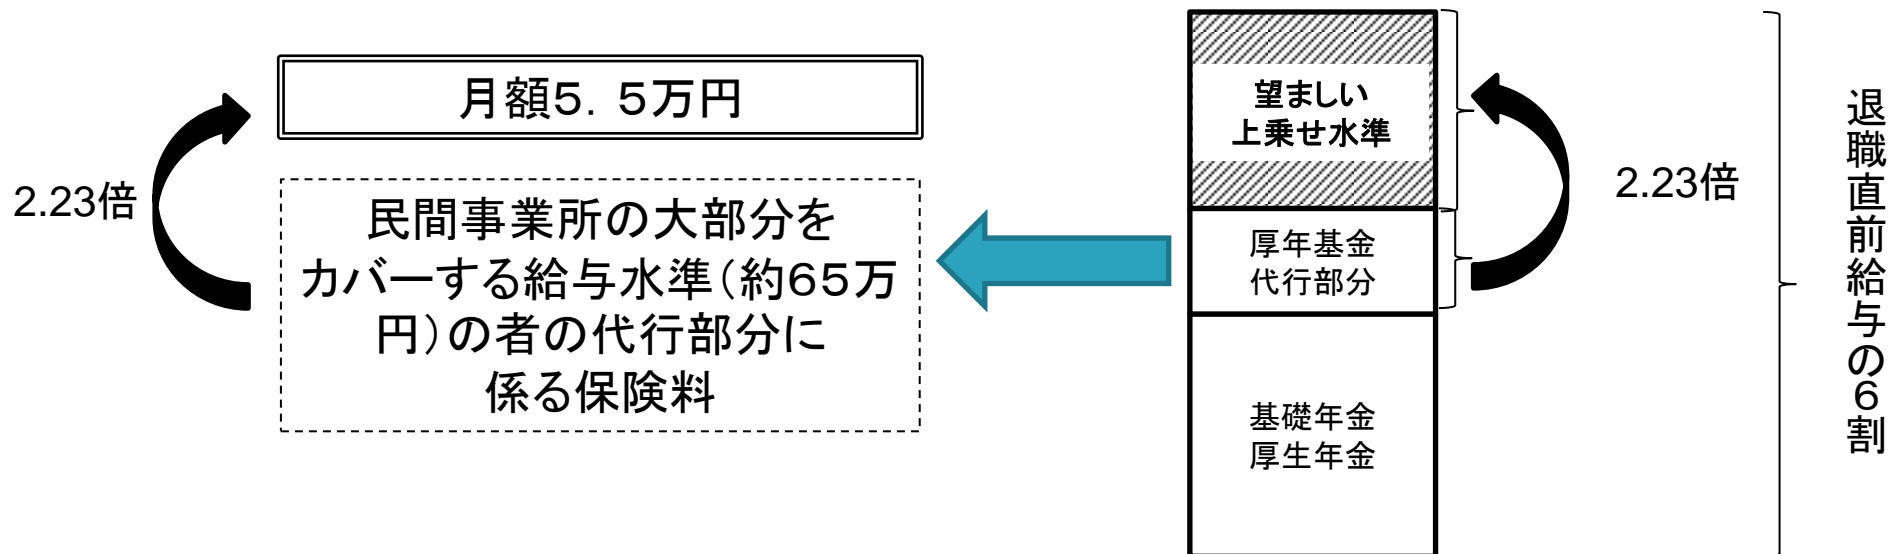 月額5．5万円
2.23倍
民間事業所の大部分を
カバーする給与水準（約６５万
円）の者の代行部分に
係る保険料
望ましい
上乗せ水準
厚年基金
代行部分
基礎年金
厚生年金
2.23倍
退職直前給与の６割